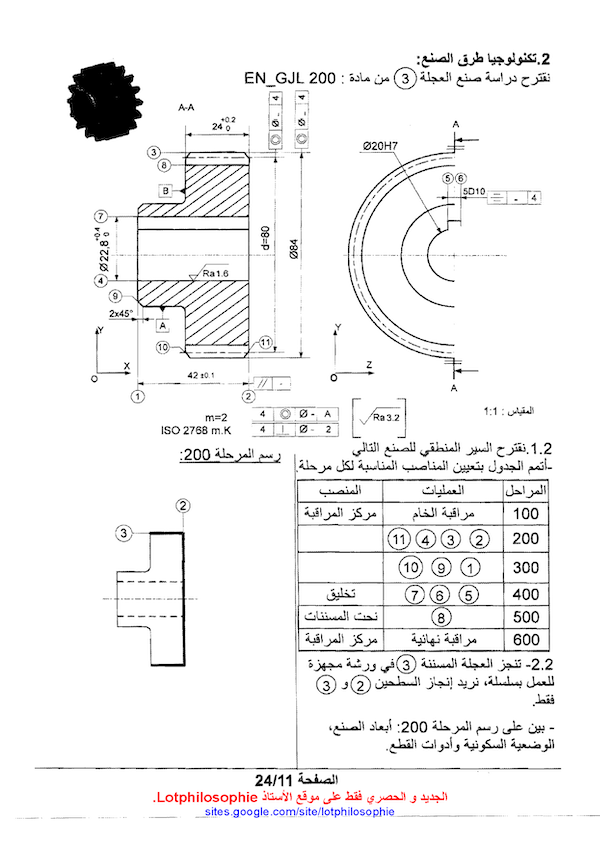 2.تكنولوجيا طرق الصنع:
نقترح دراسة صنع العجلة 3 من مادة : EN_GJL 200
A-A
24 +0.2 0
4
Ø -
4
Ø -
A
Ø20H7
3
8
B
5 6
5D10
- 4
7
Ø22,8 +0.4 0
d=80
Ø84
4
Ra 1.6
9
2x45°
A
10
11
Y
X
O
Y
Z
O
A
42 ±0.1
1
2
// -
m=2
ISO 2768 m.K
4 Ø - A
4 ⊥ Ø - 2
Ra 3.2
المقياس : 1:1
1.2.نقترح السير المنطقي للصنع التالي
-أتمم الجدول بتعيين المناصب المناسبة لكل مرحلة.
المراحل العمليات المنصب
100 مراقبة الخام مركز المراقبة
200 2 3 4 11
300 1 9 10
400 5 6 7 تخليق
500 8 نحت المسننات
600 مراقبة نهائية مركز المراقبة
رسم المرحلة 200:
2
3
2.2- تنجز العجلة المسننة 3 في ورشة مجهزة
للعمل بسلسلة، نريد إنجاز السطحين 2 و 3
فقط.
- بين على رسم المرحلة 200: أبعاد الصنع،
الوضعية السكونية وأدوات القطع.
الصفحة 24/11
الجديد و الحصري فقط على موقع الأستاذ Lotphilosophie.
sites.google.com/site/lotphilosophie